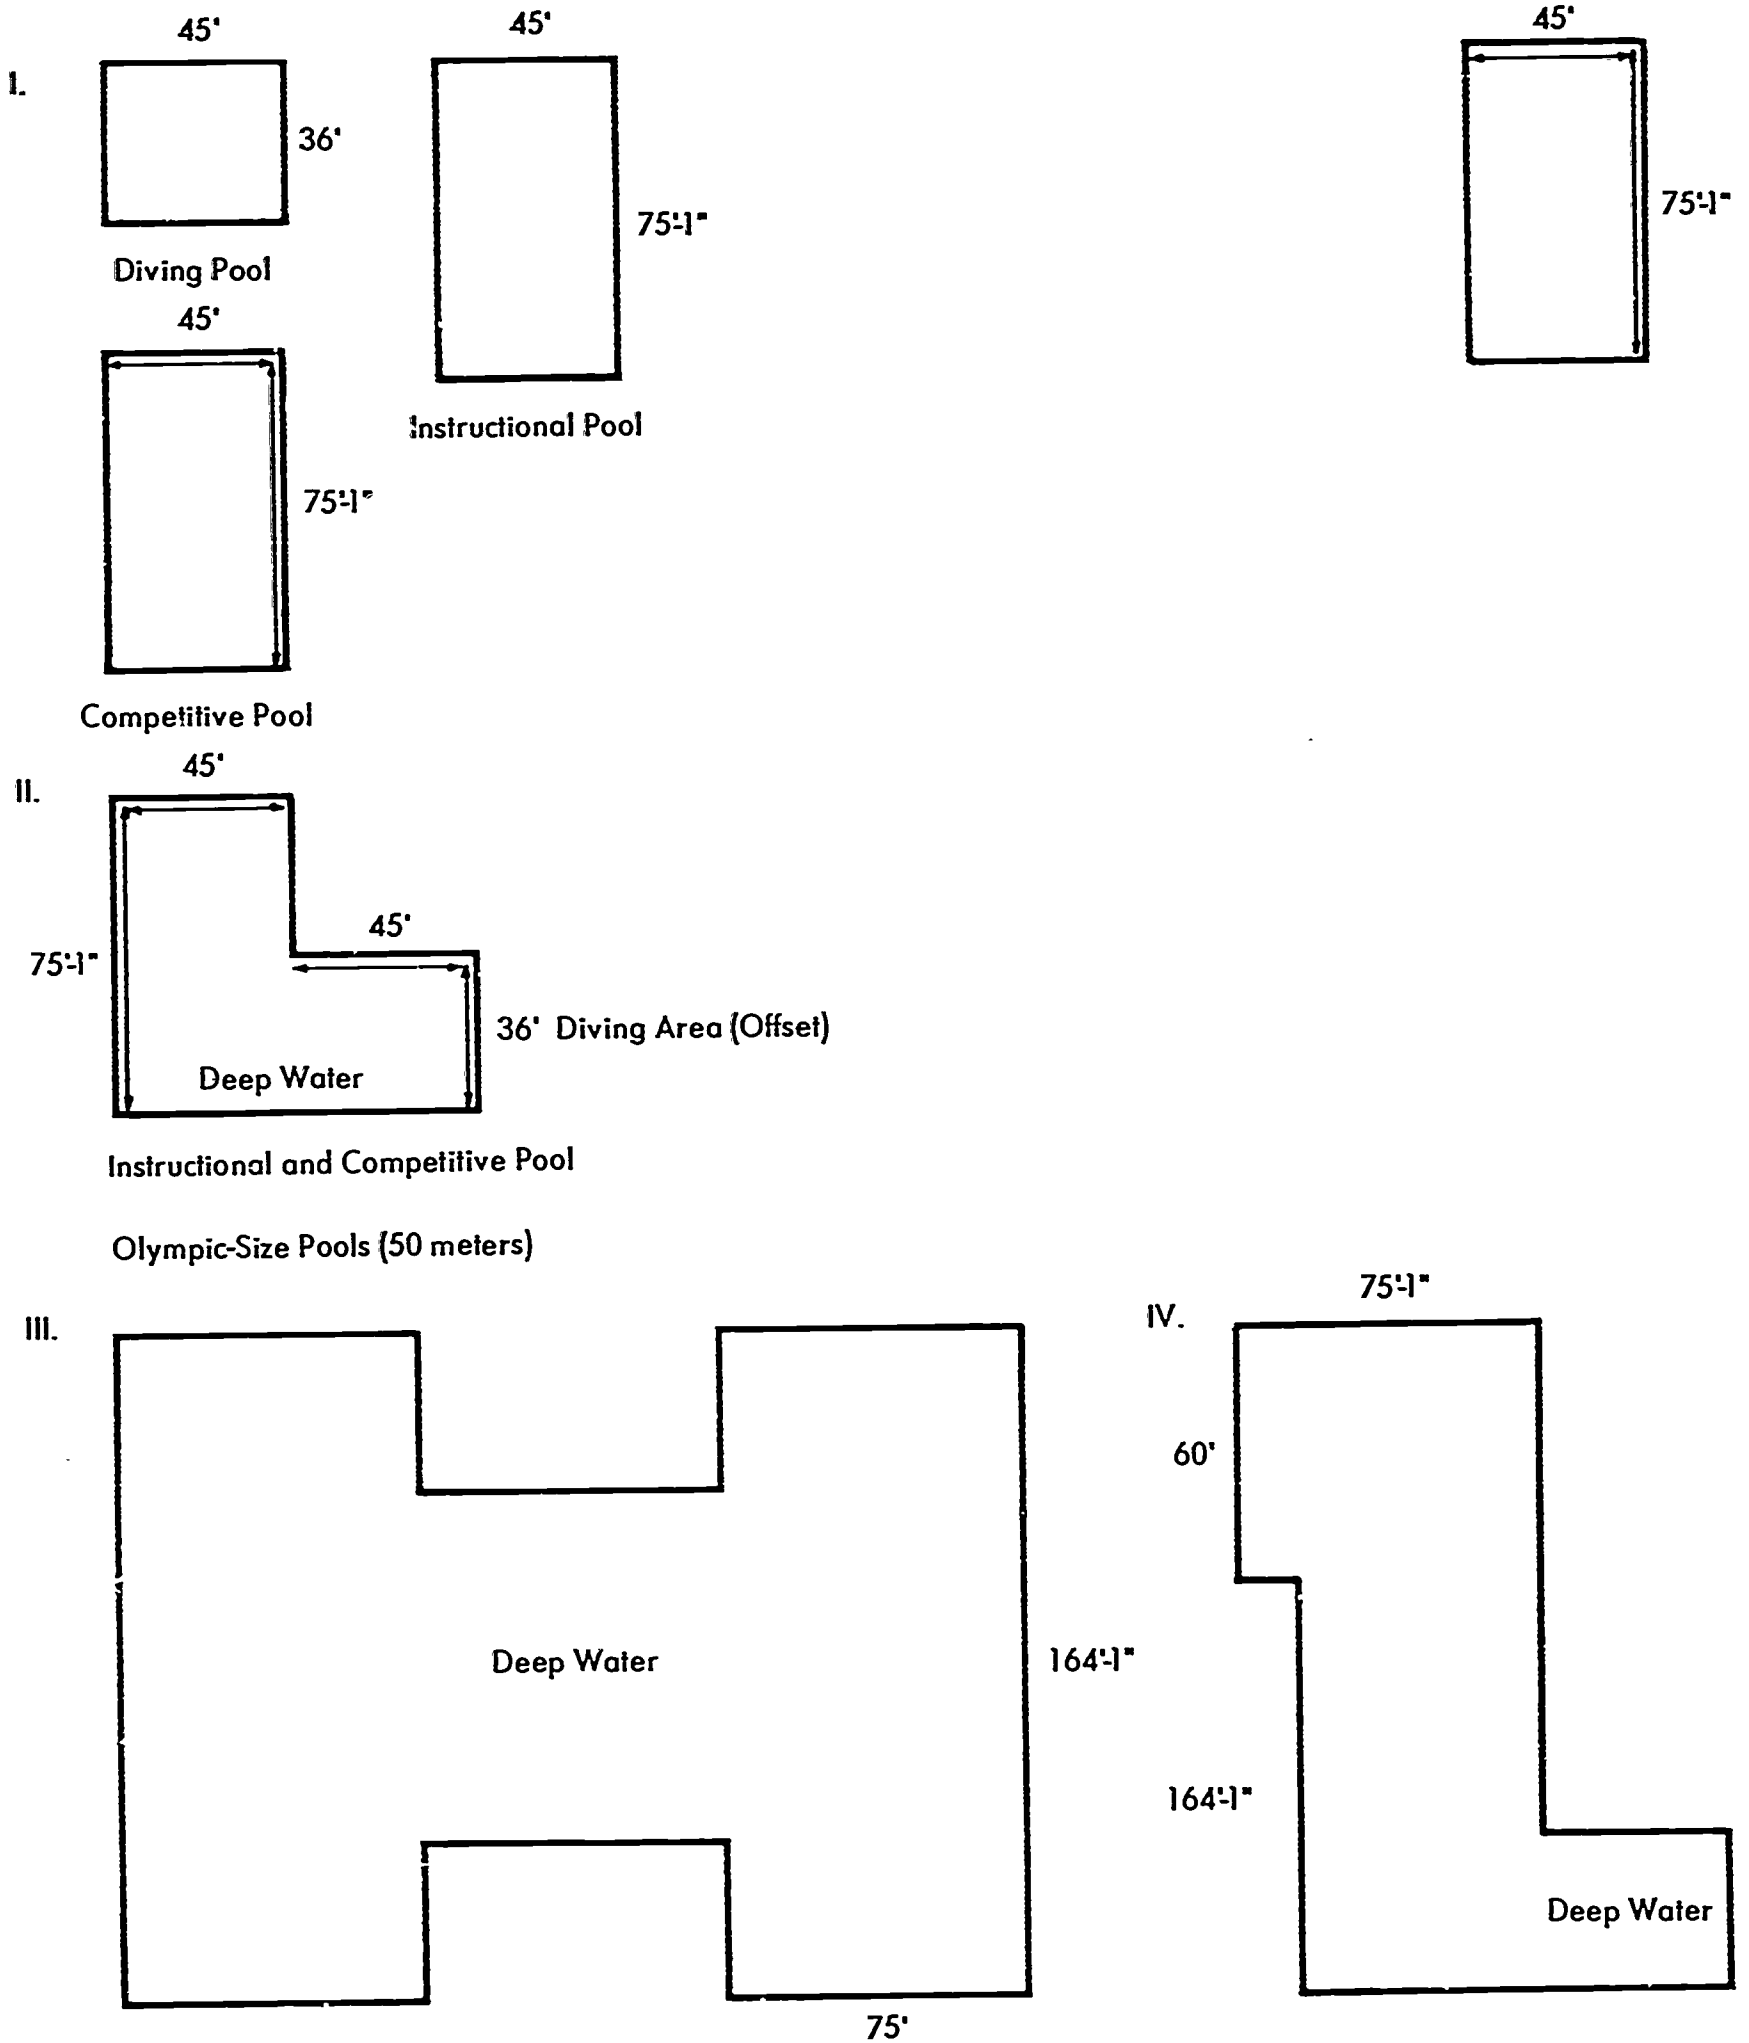 45'
45'
45'
I.
36'
75'-1"
75'-1"
Diving Pool
45'
Instructional Pool
75'-1"
Competitive Pool
45'
II.
45'
75'-1"
36' Diving Area (Offset)
Deep Water
Instructional and Competitive Pool
Olympic-Size Pools (50 meters)
75'-1"
III.
IV.
60'
Deep Water
164'-1"
164'-1"
Deep Water
75'